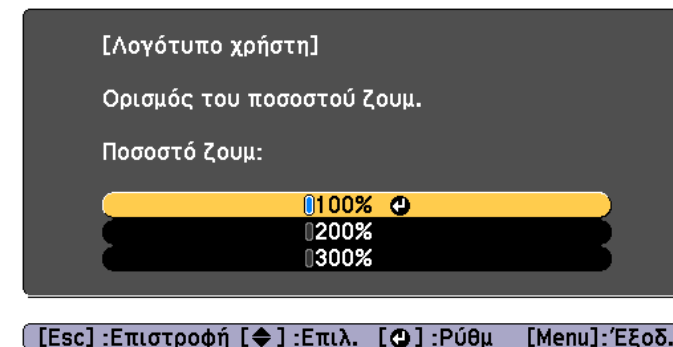 [Λογότυπο χρήστη]
Ορισμός του ποσοστού ζουμ.
Ποσοστό ζουμ:
100%
200%
300%
[Esc] :Επιστροφή [◆] :Επιλ. [⏎] :Ρύθμ [Menu]:Έξοδ.